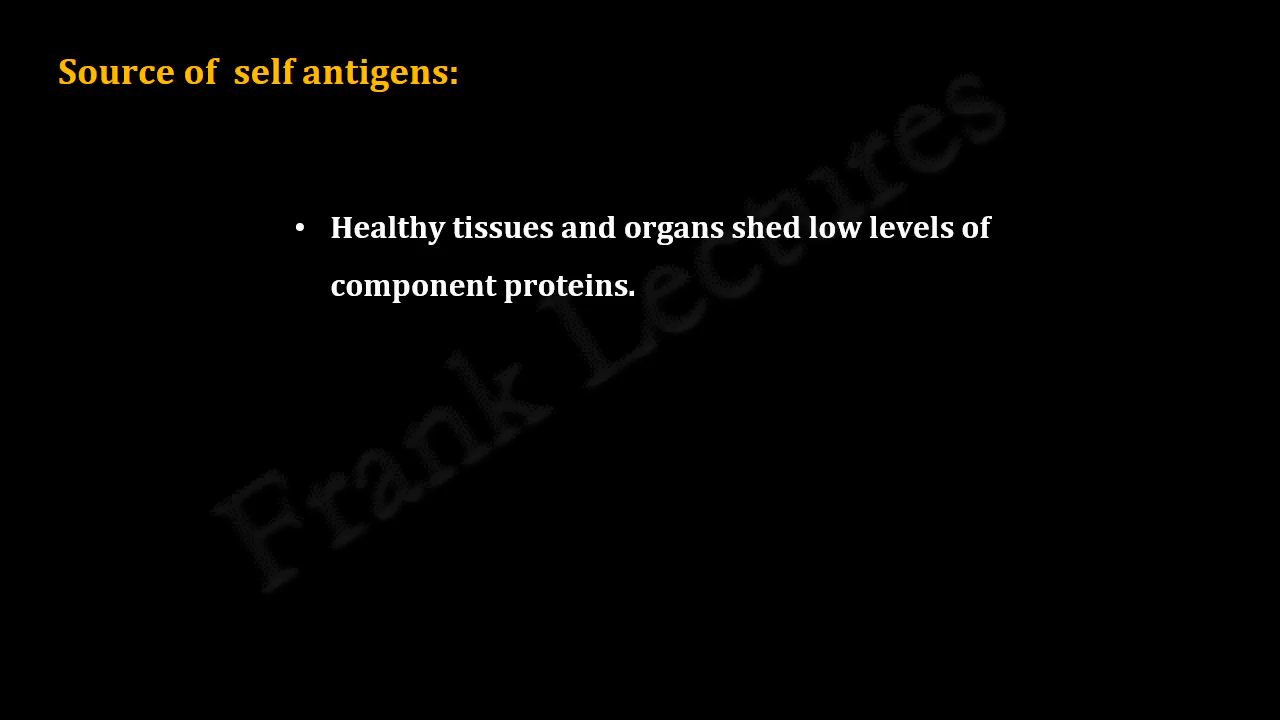 Source of  self antigens:
• Healthy tissues and organs shed low levels of
component proteins.
Frank Lectures